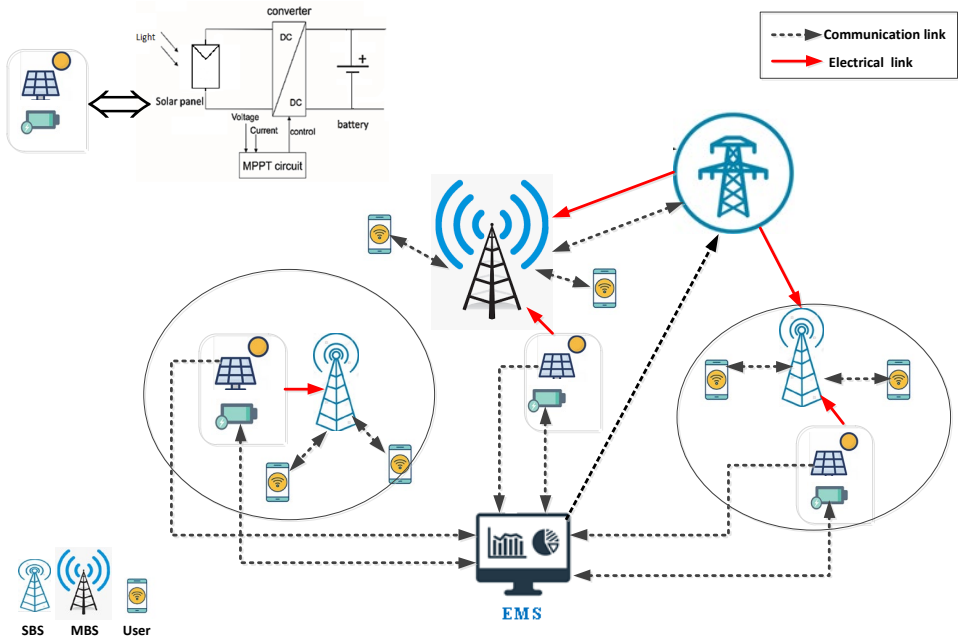 converter
Light
DC
Communication link
Electrical link
+
Solar panel
DC
Voltage
Current
control
battery
MPPT circuit
EMS
SBS
MBS
User